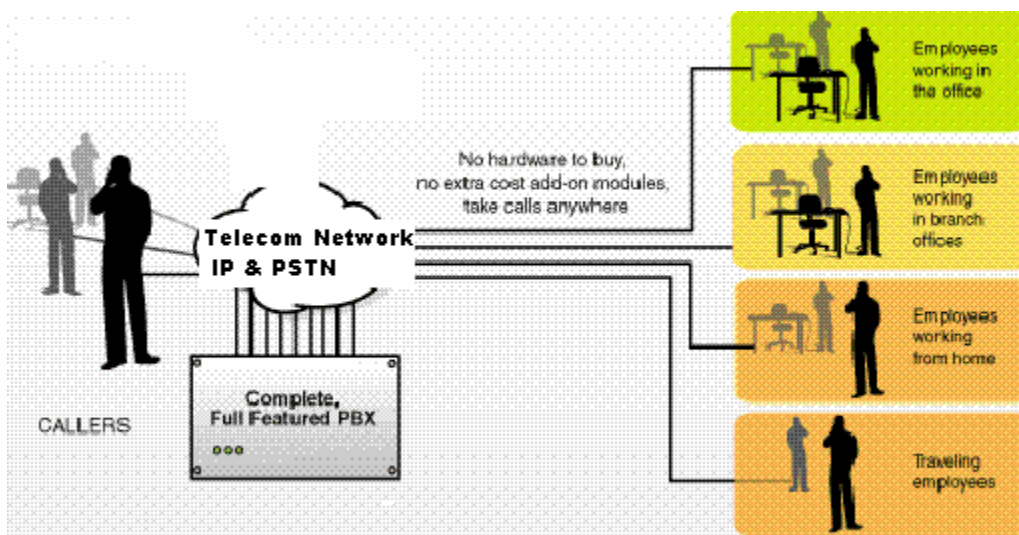 Employees
working in
the office
No hardware to buy,
no extra cost add-on modules,
take calls anywhere
Employees
working
in branch
offices
Telecom Network
IP & PSTN
Employees
working
from home
Complete,
Full Featured PBX
CALLERS
Traveling
employees